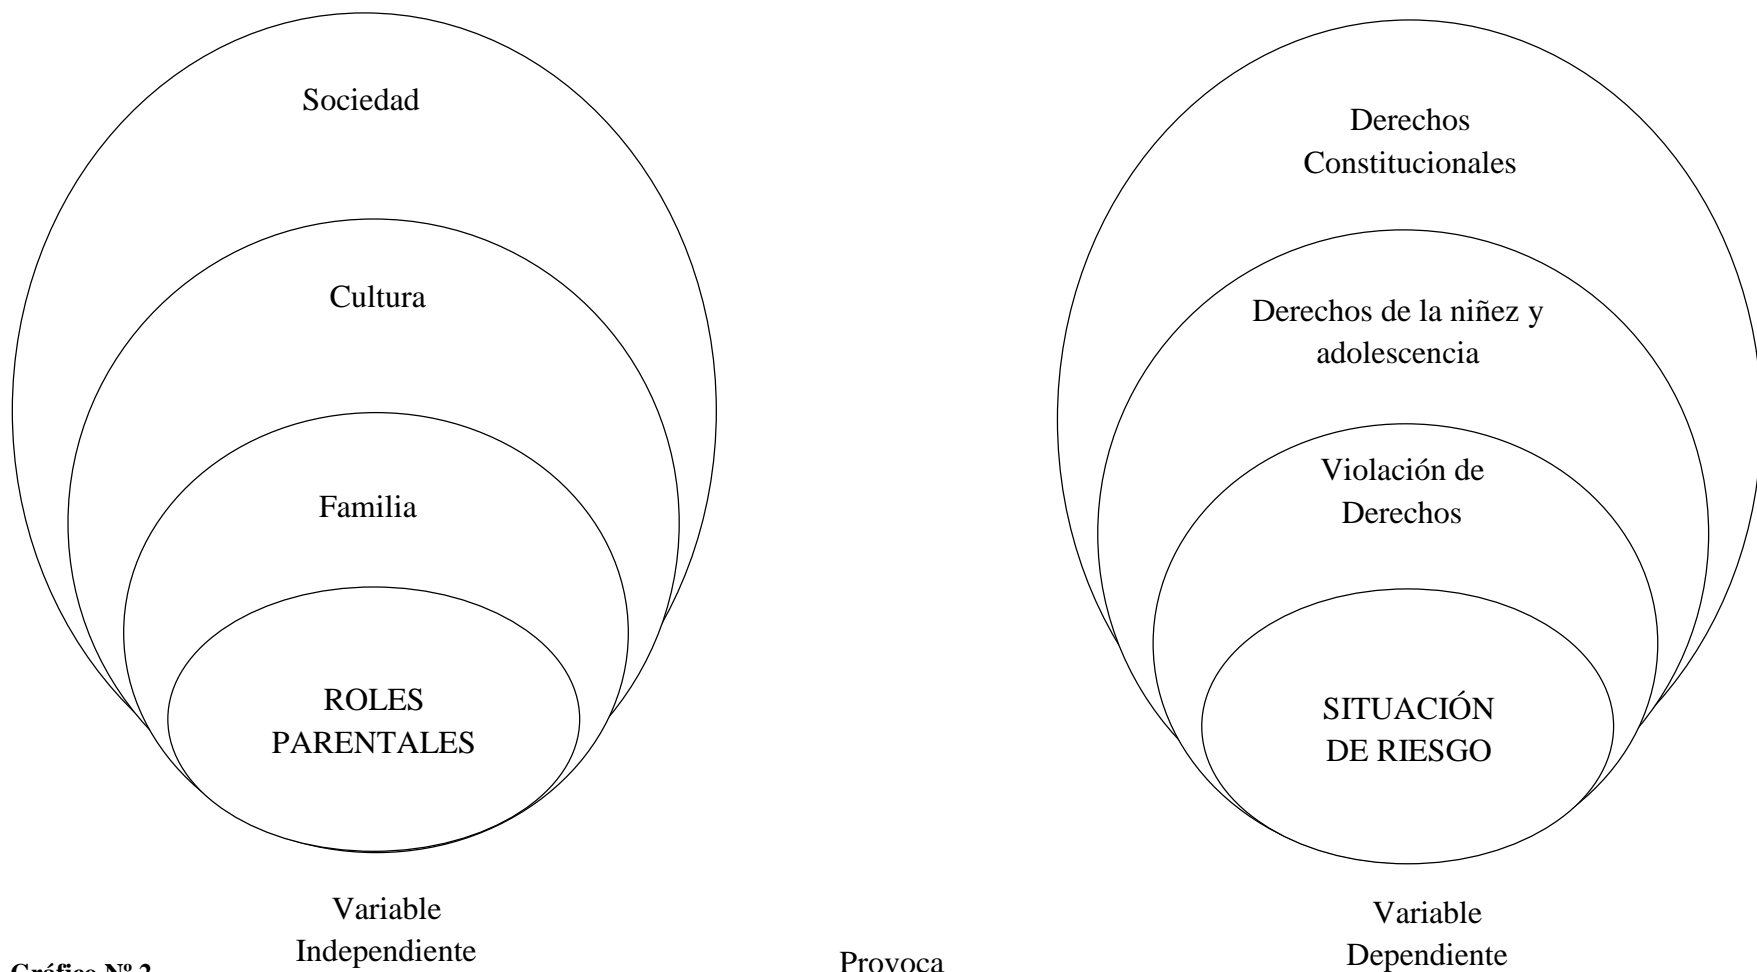 Sociedad
Cultura
Familia
ROLES
PARENTALES
Variable
Independiente
Derechos
Constitucionales
Derechos de la niñez y
adolescencia
Violación de
Derechos
SITUACIÓN
DE RIESGO
Variable
Dependiente
Provoca
Gráfico Nº 2